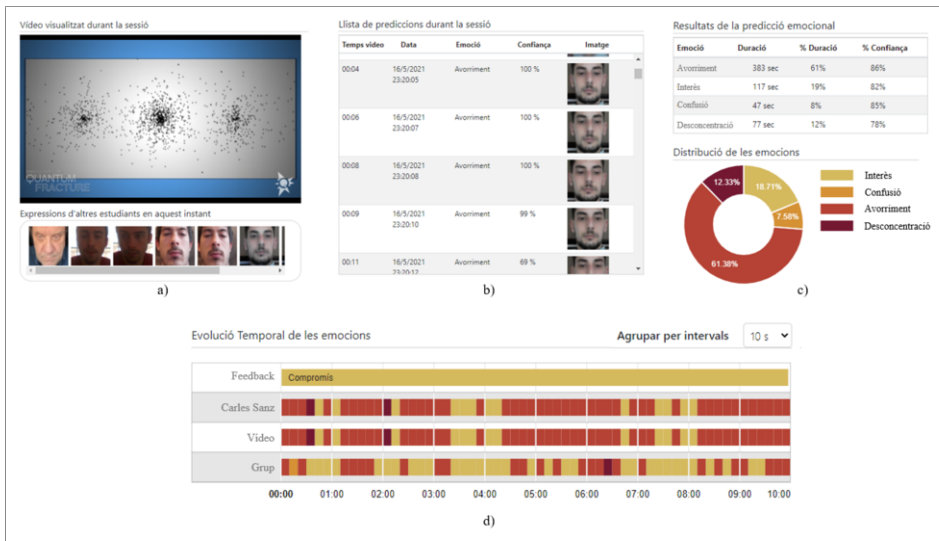 Vídeo visualitzat durant la sessió
QUANTUM
FRACTURE
Expressions d'altres estudiants en aquest instant
a)
Llista de prediccions durant la sessió
Temps vídeo Data Emoció Confiança Imatge
00:04 16/5/2021 23:20:05 Avorriment 100 %
00:06 16/5/2021 23:20:07 Avorriment 100 %
00:08 16/5/2021 23:20:08 Avorriment 100 %
00:09 16/5/2021 23:20:10 Avorriment 99 %
00:11 16/5/2021 23:20:12 Avorriment 69 %
b)
Resultats de la predicció emocional
Emoció Duració % Duració % Confiança
Avorriment 383 sec 61% 86%
Interès 117 sec 19% 82%
Confusió 47 sec 8% 85%
Desconcentració 77 sec 12% 78%
Distribució de les emocions
12.33%
18.71%
7.58%
61.38%
Interès
Confusió
Avorriment
Desconcentració
c)
Evolució Temporal de les emocions
Agrupar per intervals 10 s
Feedback Compromís
Carles Sanz
Vídeo
Grup
00:00 01:00 02:00 03:00 04:00 05:00 06:00 07:00 08:00 09:00 10:00
d)